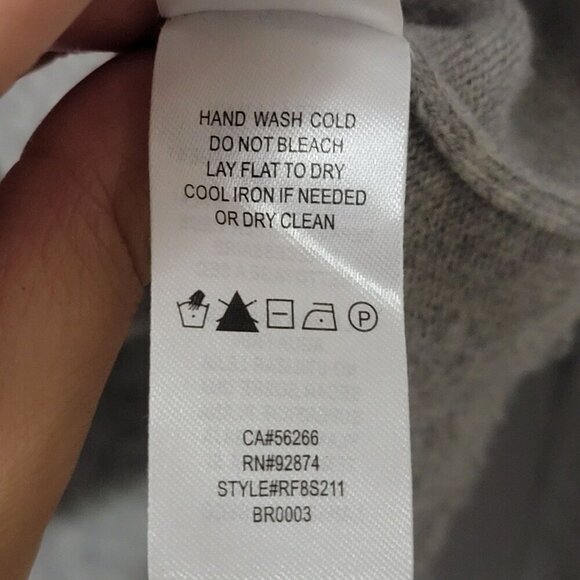 HAND WASH COLD
DO NOT BLEACH
LAY FLAT TO DRY
COOL IRON IF NEEDED
OR DRY CLEAN
P
CA#56266
RN#92874
STYLE#RF8S211
BR0003